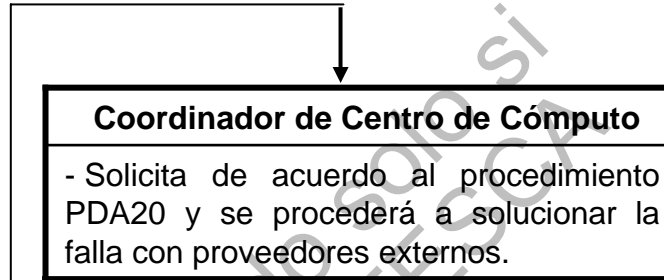 Coordinador de Centro de Cómputo
- Solicita de acuerdo al procedimiento
PDA20 y se procederá a solucionar la
falla con proveedores externos.